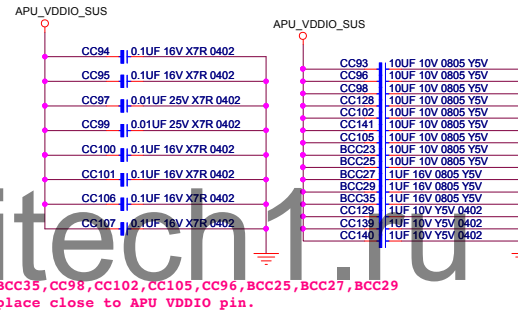 APU_VDDIO_SUS
CC94 0.1UF 16V X7R 0402
CC95 0.1UF 16V X7R 0402
CC97 0.01UF 25V X7R 0402
CC99 0.01UF 25V X7R 0402
CC100 0.1UF 16V X7R 0402
CC101 0.1UF 16V X7R 0402
CC106 0.1UF 16V X7R 0402
CC107 0.1UF 16V X7R 0402
APU_VDDIO_SUS
CC93 10UF 10V 0805 Y5V
CC96 10UF 10V 0805 Y5V
CC98 10UF 10V 0805 Y5V
CC128 10UF 10V 0805 Y5V
CC102 10UF 10V 0805 Y5V
CC141 10UF 10V 0805 Y5V
CC105 10UF 10V 0805 Y5V
BCC23 10UF 10V 0805 Y5V
BCC25 10UF 10V 0805 Y5V
BCC27 1UF 16V 0805 Y5V
BCC29 1UF 16V 0805 Y5V
BCC35 1UF 16V 0805 Y5V
CC129 1UF 10V Y5V 0402
CC139 1UF 10V Y5V 0402
CC140 1UF 10V Y5V 0402
itech1.ru
BCC35,CC98,CC102,CC105,CC96,BCC25,BCC27,BCC29
place close to APU VDDIO pin.